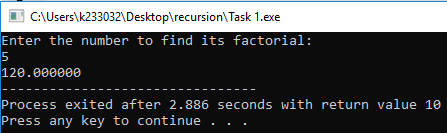 C:\Users\k233032\Desktop\recursion\Task 1.exe
Enter the number to find its factorial:
5
120.000000
--------------------------------
Process exited after 2.886 seconds with return value 10
Press any key to continue . . .